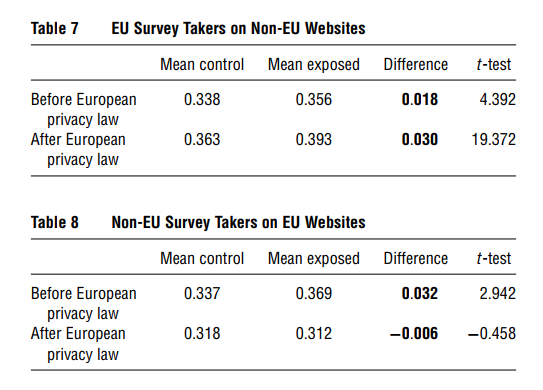 Table 7 EU Survey Takers on Non-EU Websites
Mean control Mean exposed Difference t-test
Before European 0.338 0.356 0.018 4.392
privacy law
After European 0.363 0.393 0.030 19.372
privacy law
Table 8 Non-EU Survey Takers on EU Websites
Mean control Mean exposed Difference t-test
Before European 0.337 0.369 0.032 2.942
privacy law
After European 0.318 0.312 −0.006 −0.458
privacy law